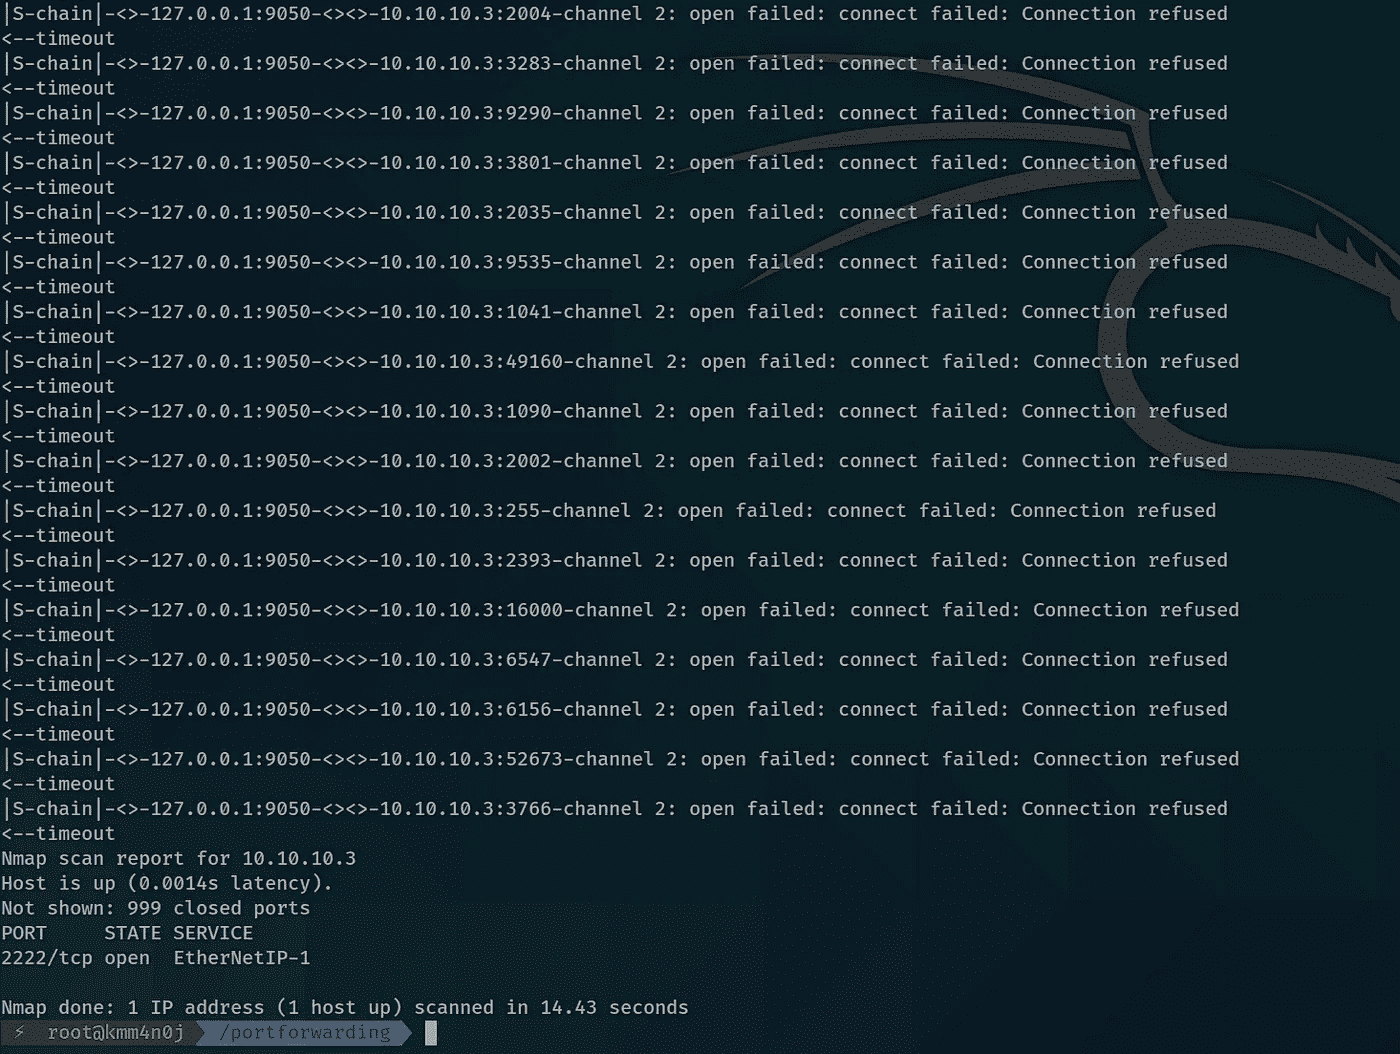 |S-chain|-<>-127.0.0.1:9050-<><>-10.10.10.3:2004-channel 2: open failed: connect failed: Connection refused
<--timeout
|S-chain|-<>-127.0.0.1:9050-<><>-10.10.10.3:3283-channel 2: open failed: connect failed: Connection refused
<--timeout
|S-chain|-<>-127.0.0.1:9050-<><>-10.10.10.3:9290-channel 2: open failed: connect failed: Connection refused
<--timeout
|S-chain|-<>-127.0.0.1:9050-<><>-10.10.10.3:3801-channel 2: open failed: connect failed: Connection refused
<--timeout
|S-chain|-<>-127.0.0.1:9050-<><>-10.10.10.3:2035-channel 2: open failed: connect failed: Connection refused
<--timeout
|S-chain|-<>-127.0.0.1:9050-<><>-10.10.10.3:9535-channel 2: open failed: connect failed: Connection refused
<--timeout
|S-chain|-<>-127.0.0.1:9050-<><>-10.10.10.3:1041-channel 2: open failed: connect failed: Connection refused
<--timeout
|S-chain|-<>-127.0.0.1:9050-<><>-10.10.10.3:49160-channel 2: open failed: connect failed: Connection refused
<--timeout
|S-chain|-<>-127.0.0.1:9050-<><>-10.10.10.3:1090-channel 2: open failed: connect failed: Connection refused
<--timeout
|S-chain|-<>-127.0.0.1:9050-<><>-10.10.10.3:2002-channel 2: open failed: connect failed: Connection refused
<--timeout
|S-chain|-<>-127.0.0.1:9050-<><>-10.10.10.3:255-channel 2: open failed: connect failed: Connection refused
<--timeout
|S-chain|-<>-127.0.0.1:9050-<><>-10.10.10.3:2393-channel 2: open failed: connect failed: Connection refused
<--timeout
|S-chain|-<>-127.0.0.1:9050-<><>-10.10.10.3:16000-channel 2: open failed: connect failed: Connection refused
<--timeout
|S-chain|-<>-127.0.0.1:9050-<><>-10.10.10.3:6547-channel 2: open failed: connect failed: Connection refused
<--timeout
|S-chain|-<>-127.0.0.1:9050-<><>-10.10.10.3:6156-channel 2: open failed: connect failed: Connection refused
<--timeout
|S-chain|-<>-127.0.0.1:9050-<><>-10.10.10.3:52673-channel 2: open failed: connect failed: Connection refused
<--timeout
|S-chain|-<>-127.0.0.1:9050-<><>-10.10.10.3:3766-channel 2: open failed: connect failed: Connection refused
<--timeout
Nmap scan report for 10.10.10.3
Host is up (0.0014s latency).
Not shown: 999 closed ports
PORT     STATE SERVICE
2222/tcp open  EtherNetIP-1
Nmap done: 1 IP address (1 host up) scanned in 14.43 seconds
⚡ root@kmm4n0j /portforwarding